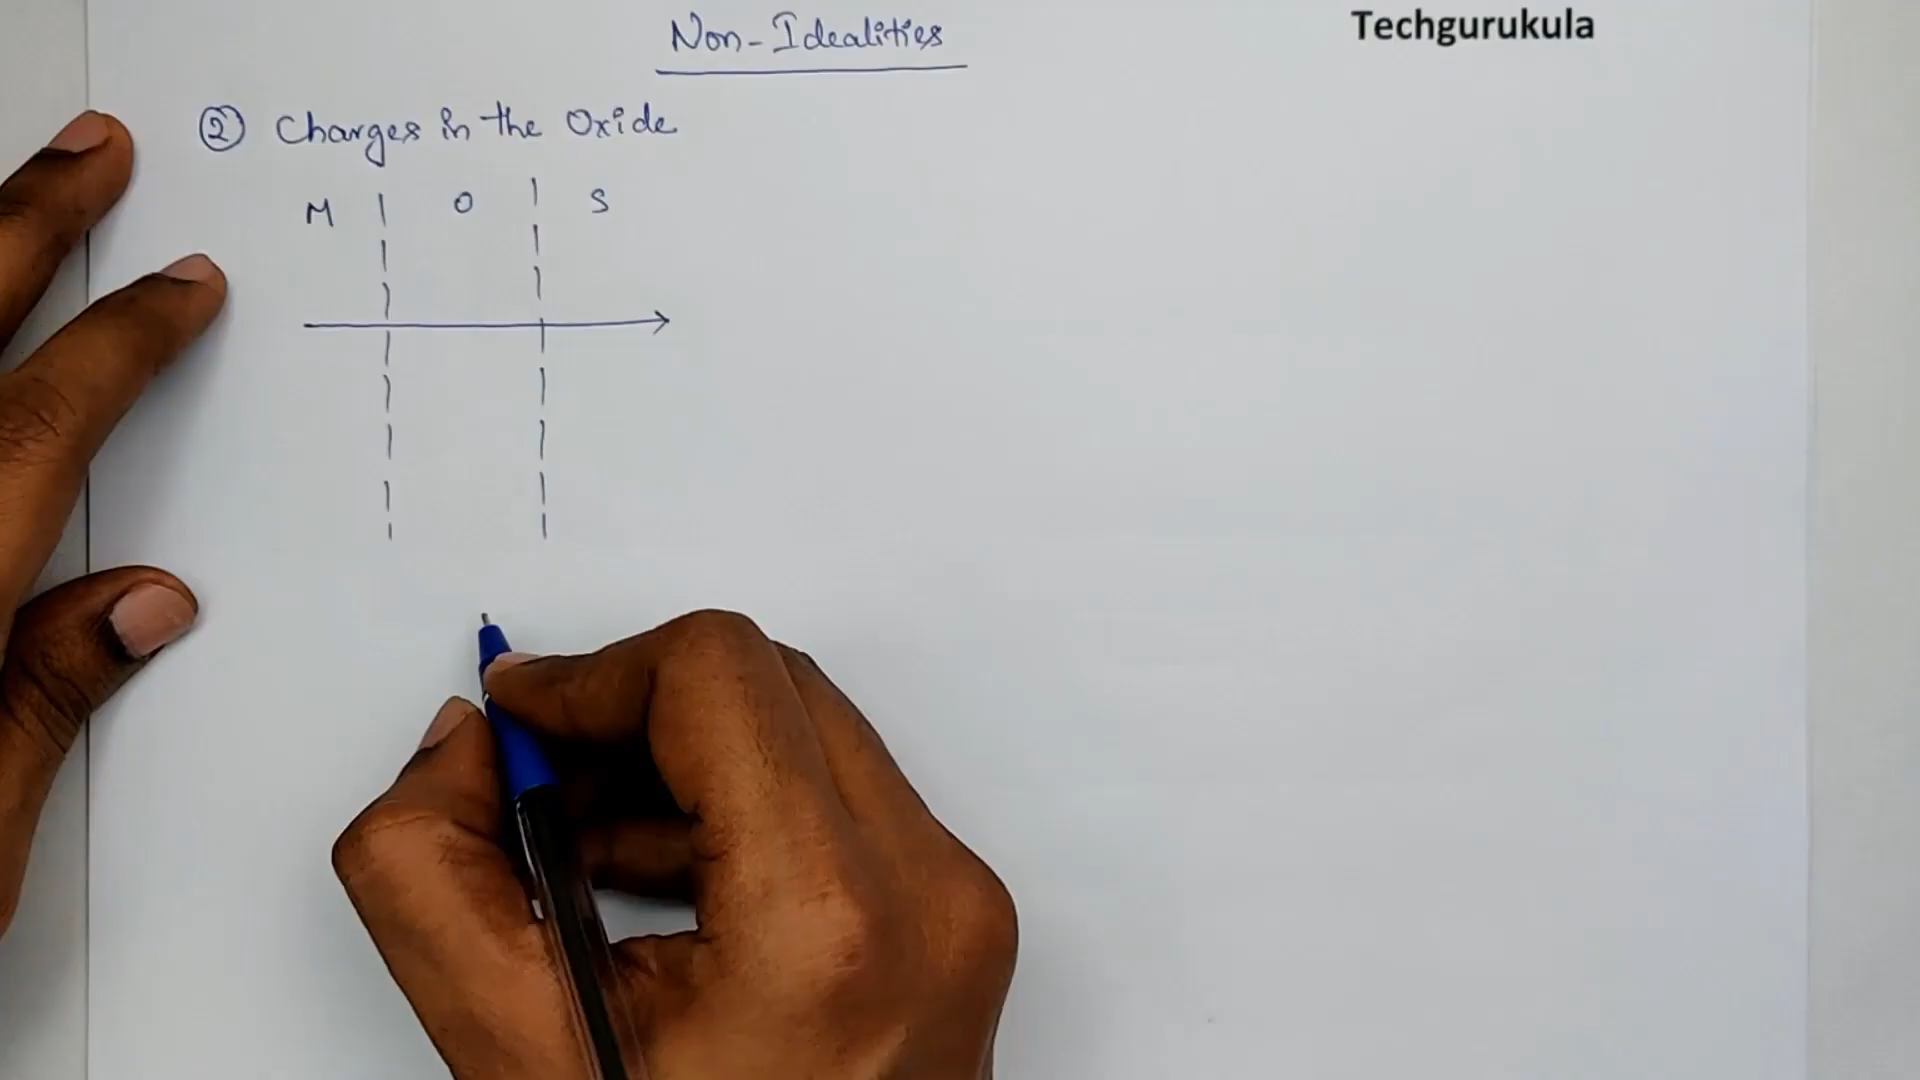 Non-Idealities
Techgurukula
② Charges in the Oxide
M O S